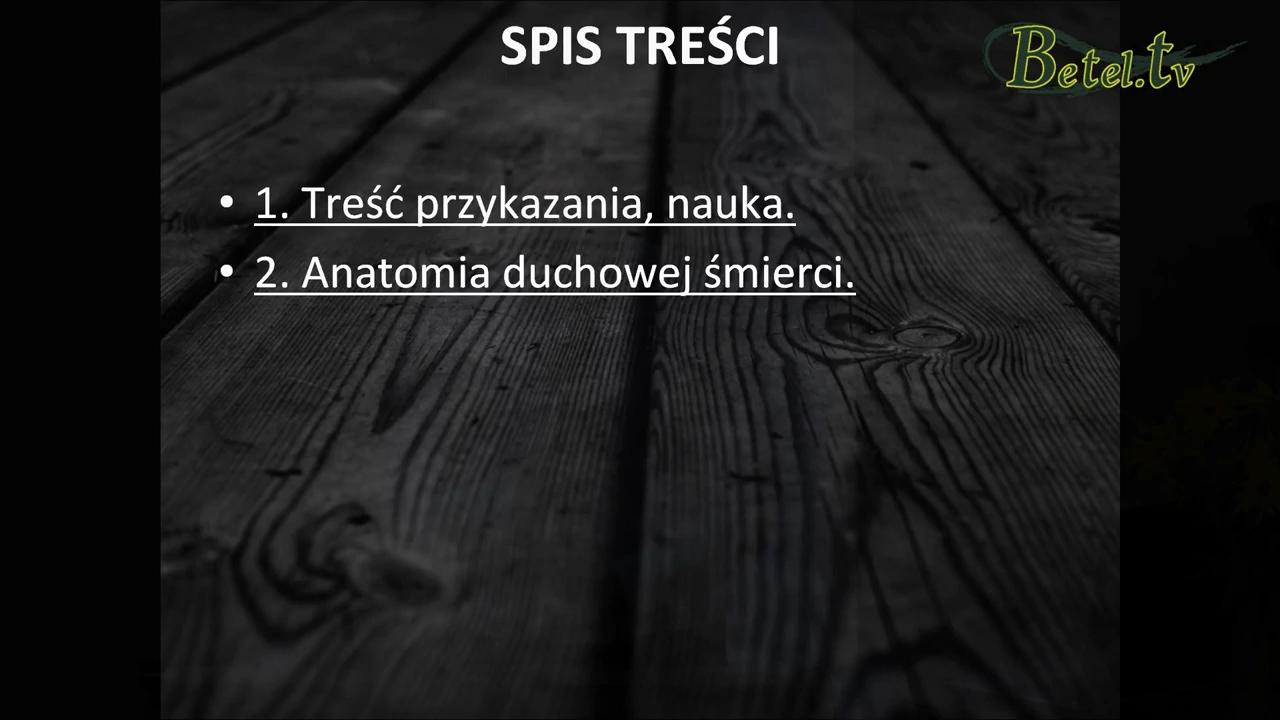 SPIS TREŚCI
Betel.tv
• 1. Treść przykazania, nauka.
• 2. Anatomia duchowej śmierci.